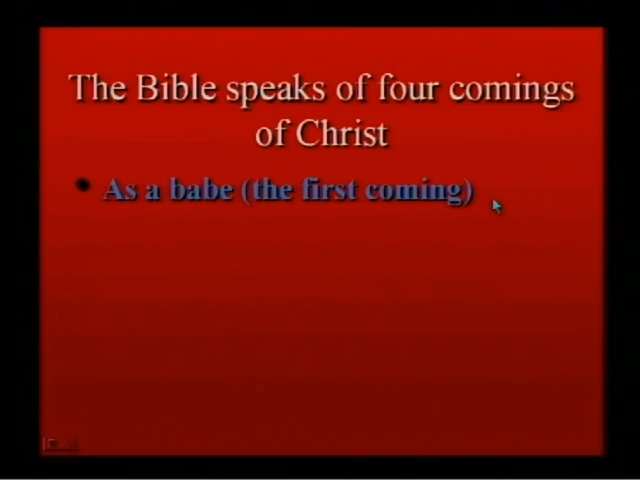 The Bible speaks of four comings
of Christ
• As a babe (the first coming)